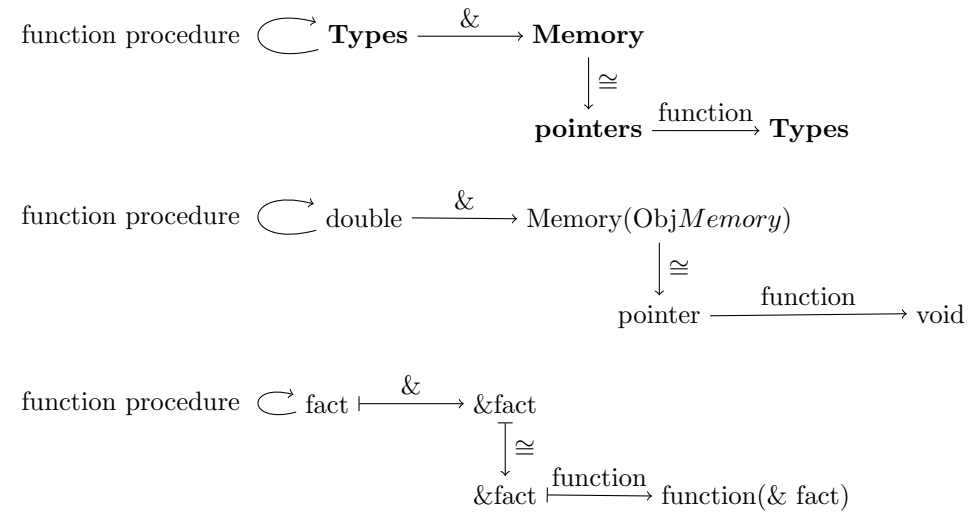 function procedure Types & Memory
≅
pointers function Types
function procedure double & Memory(ObjMemory)
≅
pointer function void
function procedure fact & &fact
≅
&fact function function(& fact)